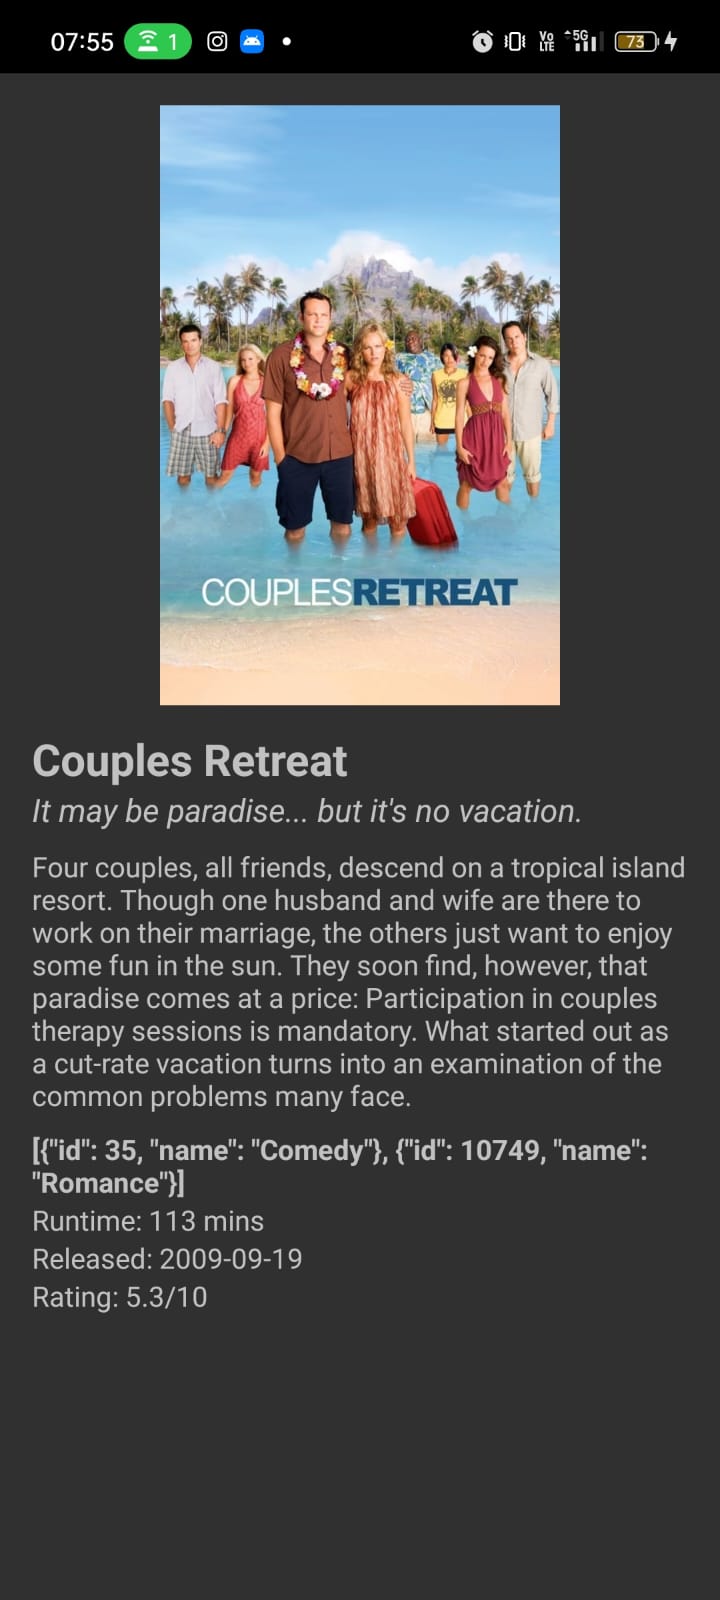 07:55 1 Vo LTE 5G 73
COUPLESRETREAT
Couples Retreat
It may be paradise... but it's no vacation.
Four couples, all friends, descend on a tropical island
resort. Though one husband and wife are there to
work on their marriage, the others just want to enjoy
some fun in the sun. They soon find, however, that
paradise comes at a price: Participation in couples
therapy sessions is mandatory. What started out as
a cut-rate vacation turns into an examination of the
common problems many face.
[{"id": 35, "name": "Comedy"}, {"id": 10749, "name":
"Romance"}]
Runtime: 113 mins
Released: 2009-09-19
Rating: 5.3/10